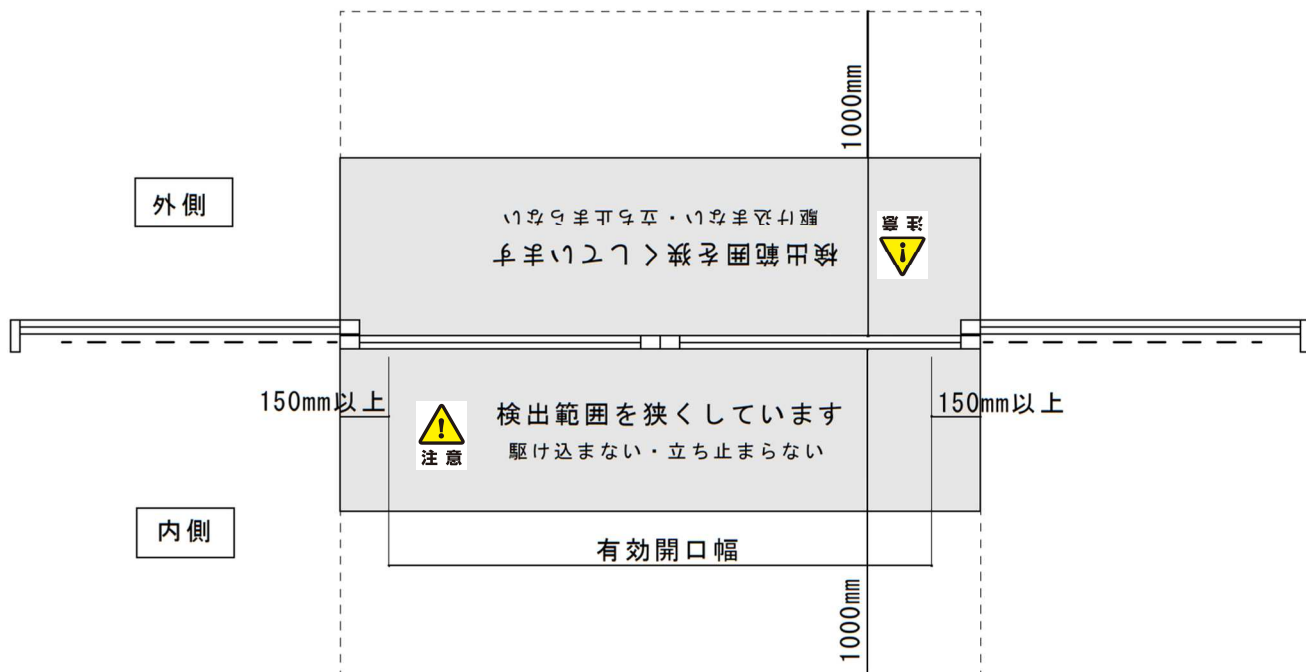 1000mm
外側
駆け込まない・立ち止まらない
検出範囲を狭くしています
注意
150mm以上
150mm以上
注意
検出範囲を狭くしています
駆け込まない・立ち止まらない
内側
有効開口幅
1000mm